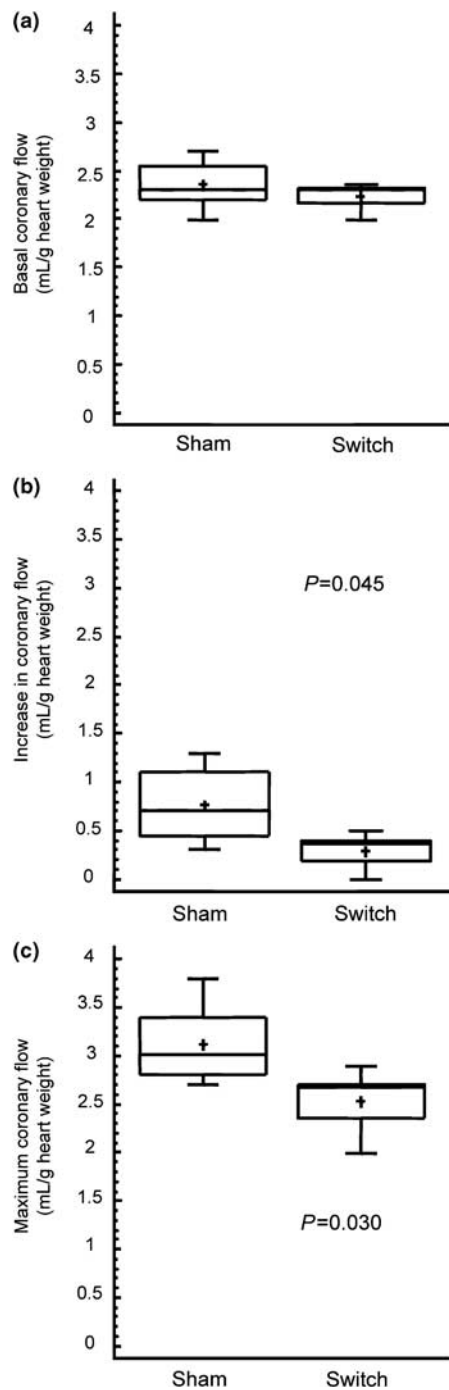 (a)
Basal coronary flow
(mL/g heart weight)
4
3.5
3
2.5
2
1.5
1
0.5
0
Sham
Switch
(b)
Increase in coronary flow
(mL/g heart weight)
4
3.5
3
2.5
2
1.5
1
0.5
0
P=0.045
Sham
Switch
(c)
Maximum coronary flow
(mL/g heart weight)
4
3.5
3
2.5
2
1.5
1
0.5
0
P=0.030
Sham
Switch